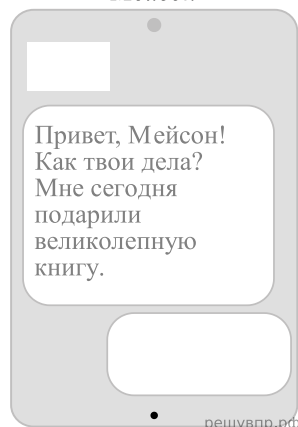 Привет, Мейсон!
Как твои дела?
Мне сегодня
подарили
великолепную
книгу.
решувпр.рф